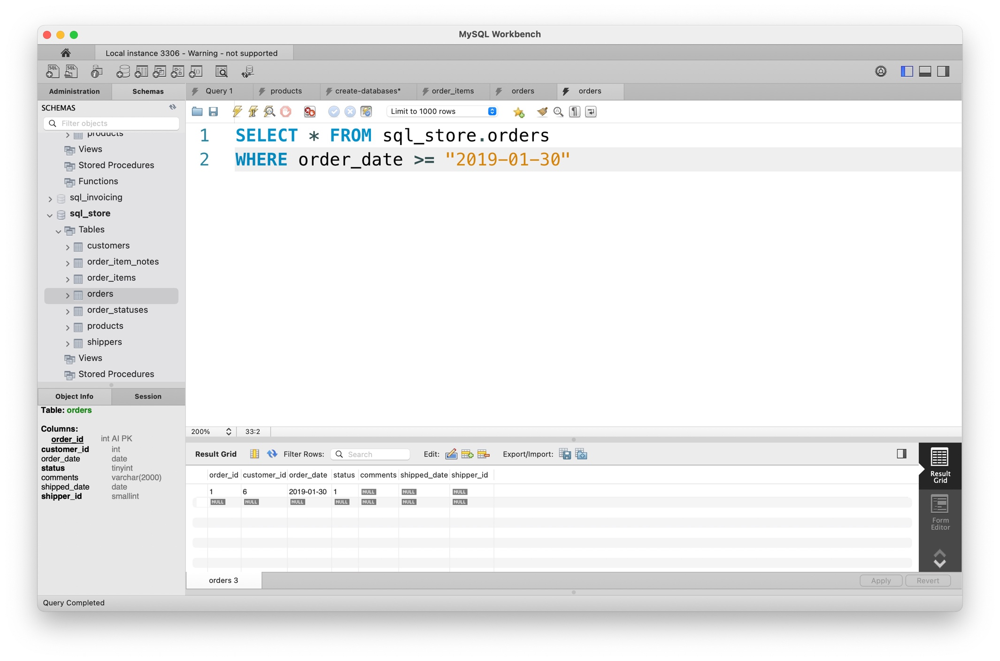 MySQL Workbench
Local instance 3306 - Warning - not supported
Administration
Schemas
Query 1
products
create-databases*
order_items
orders
orders
SCHEMAS
Filter objects
products
Views
Stored Procedures
Functions
sql_invoicing
sql_store
Tables
customers
order_item_notes
order_items
orders
order_statuses
products
shippers
Views
Stored Procedures
Object Info
Session
Table: orders
Columns:
order_id int AI PK
customer_id int
order_date date
status tinyint
comments varchar(2000)
shipped_date date
shipper_id smallint
Limit to 1000 rows
1 SELECT * FROM sql_store.orders
2 WHERE order_date >= "2019-01-30"
200% 33:2
Result Grid
Filter Rows:
Search
Edit:
Export/Import:
order_id customer_id order_date status comments shipped_date shipper_id
1 6 2019-01-30 1 NULL NULL NULL
NULL NULL NULL NULL NULL NULL NULL
Result
Grid
Form
Editor
orders 3
Apply
Revert
Query Completed